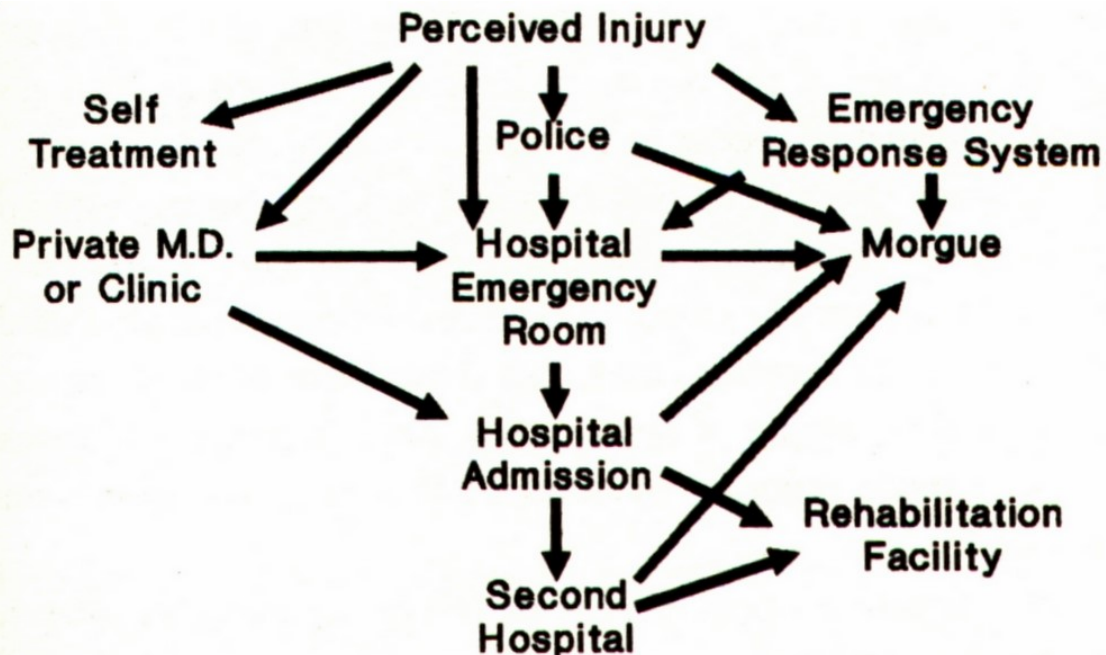 Perceived Injury
Self
Treatment
Police
Emergency
Response System
Private M.D.
or Clinic
Hospital
Emergency
Room
Morgue
Hospital
Admission
Rehabilitation
Facility
Second
Hospital